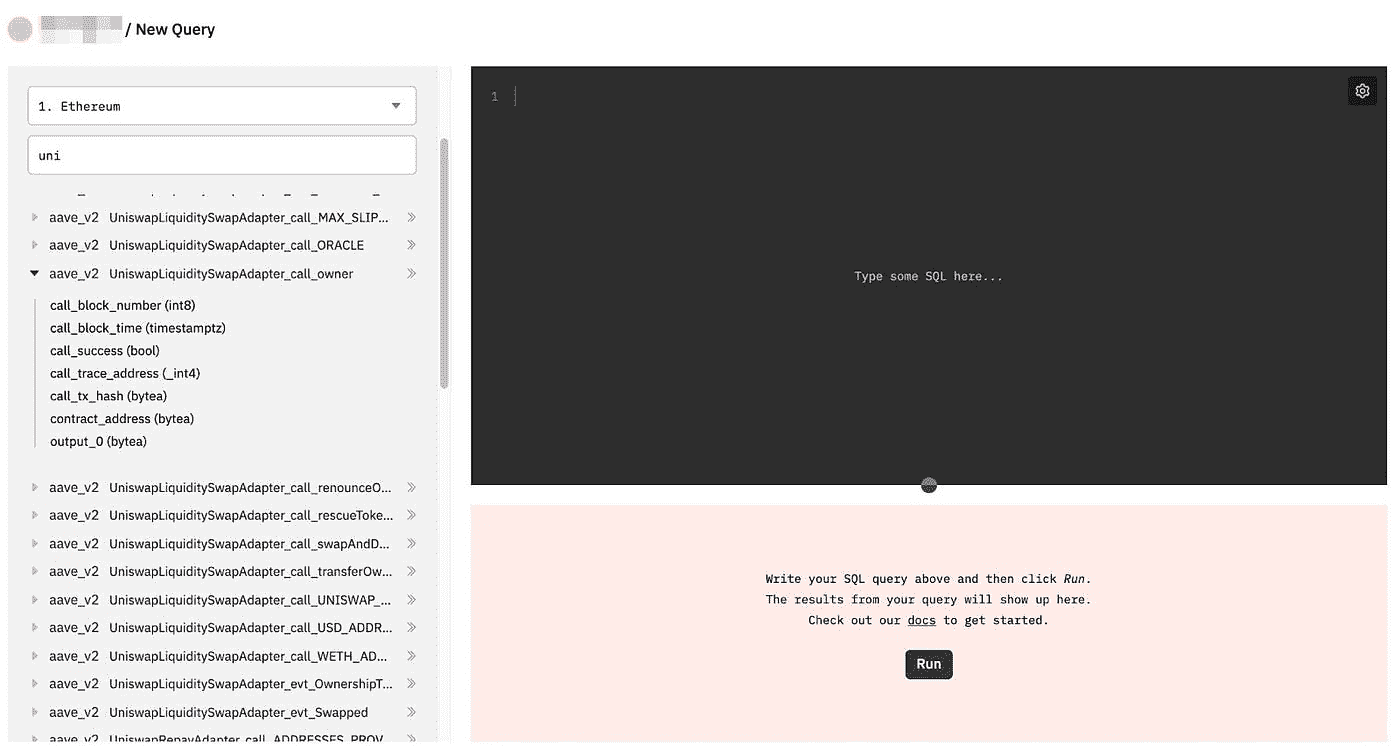 / New Query
1. Ethereum
uni
aave_v2 UniswapLiquiditySwapAdapter_call_MAX_SLIP...
aave_v2 UniswapLiquiditySwapAdapter_call_ORACLE
aave_v2 UniswapLiquiditySwapAdapter_call_owner
call_block_number (int8)
call_block_time (timestamptz)
call_success (bool)
call_trace_address (_int4)
call_tx_hash (bytea)
contract_address (bytea)
output_0 (bytea)
aave_v2 UniswapLiquiditySwapAdapter_call_renounceO...
aave_v2 UniswapLiquiditySwapAdapter_call_rescueToke...
aave_v2 UniswapLiquiditySwapAdapter_call_swapAndD...
aave_v2 UniswapLiquiditySwapAdapter_call_transferOw...
aave_v2 UniswapLiquiditySwapAdapter_call_UNISWAP_...
aave_v2 UniswapLiquiditySwapAdapter_call_USD_ADDR...
aave_v2 UniswapLiquiditySwapAdapter_call_WETH_AD...
aave_v2 UniswapLiquiditySwapAdapter_evt_OwnershipT...
aave_v2 UniswapLiquiditySwapAdapter_evt_Swapped
aave_v2 UniswapRepayAdapter_call_ADDRESSES_PROV
1
Type some SQL here...
Write your SQL query above and then click Run.
The results from your query will show up here.
Check out our docs to get started.
Run